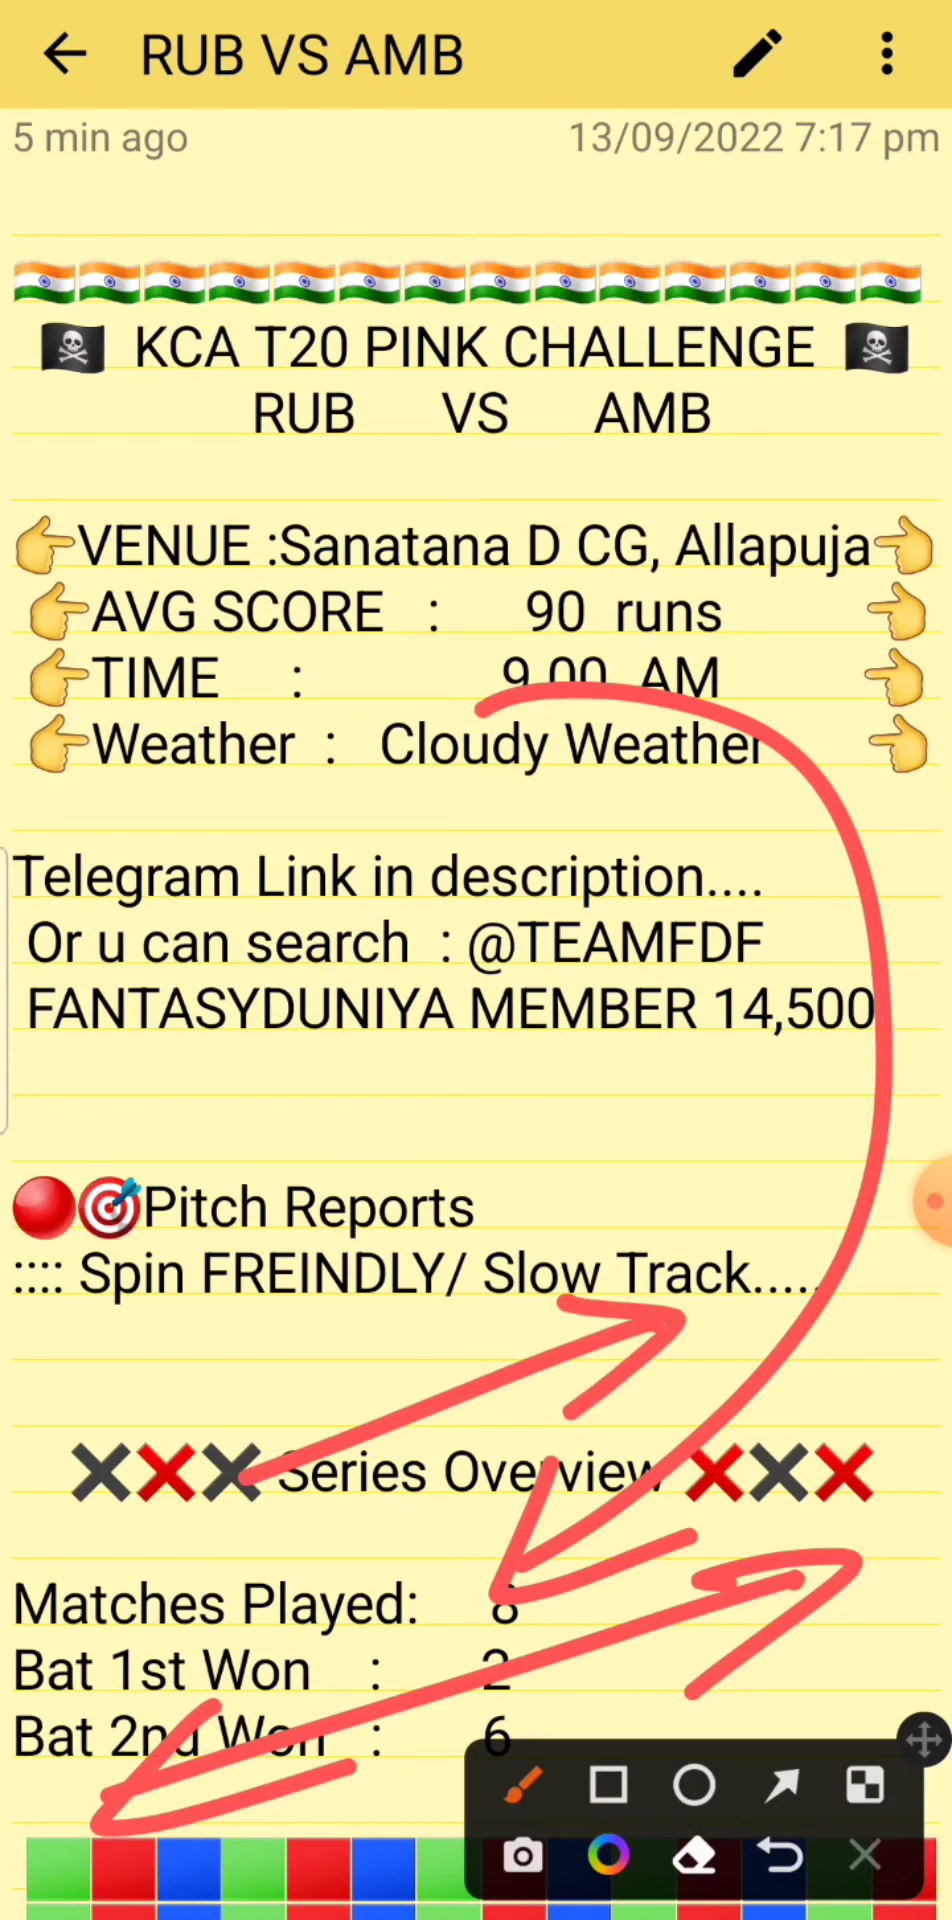 RUB VS AMB
5 min ago 13/09/2022 7:17 pm
KCA T20 PINK CHALLENGE
RUB VS AMB
VENUE :Sanatana D CG, Allapuja
AVG SCORE : 90 runs
TIME : 9.00 AM
Weather : Cloudy Weather
Telegram Link in description....
Or u can search : @TEAMFDF
FANTASYDUNIYA MEMBER 14,500
Pitch Reports
:::: Spin FREINDLY/ Slow Track.....
Series Overview
Matches Played: 8
Bat 1st Won : 2
Bat 2nd Won : 6